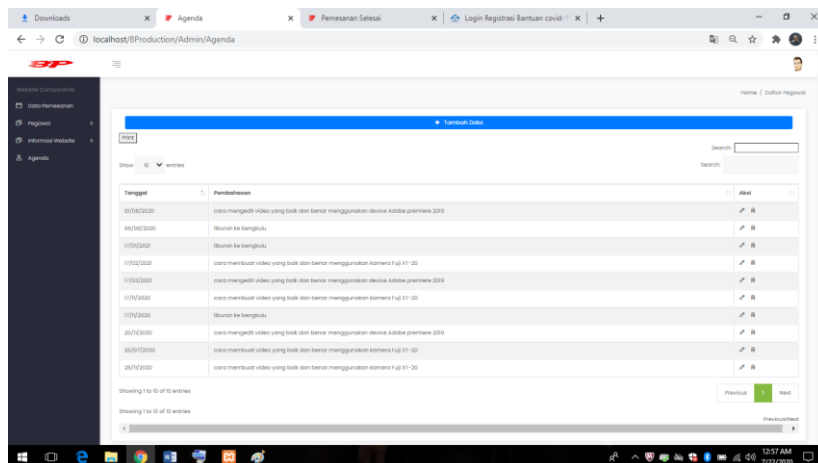 Downloads
Agenda
Pemesanan Selesai
Login Registrasi Bantuan covid-1
localhost/8Production/Admin/Agenda
8P
Website Components
Home / Daftar Pegawai
Data Pemesanan
Pegawai
Informasi Website
Agenda
+ Tambah Data
Print
Search:
Show 10 entries
Search:
Tanggal Pembahasan Aksi
01/08/2020 cara mengedit video yang baik dan benar menggunakan device Adobe premiere 2019
08/08/2020 liburan ke bengkulu
17/01/2021 liburan ke bengkulu
17/02/2021 cara membuat video yang baik dan benar menggunakan kamera Fuji XT-20
17/03/2021 cara mengedit video yang baik dan benar menggunakan device Adobe premiere 2019
17/11/2020 cara membuat video yang baik dan benar menggunakan kamera Fuji XT-20
17/11/2020 liburan ke bengkulu
20/11/2020 cara mengedit video yang baik dan benar menggunakan device Adobe premiere 2019
25/07/2020 cara membuat video yang baik dan benar menggunakan kamera Fuji XT-20
28/11/2020 cara membuat video yang baik dan benar menggunakan kamera Fuji XT-20
Showing 1 to 10 of 10 entries
Previous 1 Next
Showing 1 to 10 of 10 entries
PreviousNext
12:57 AM
7/22/2020